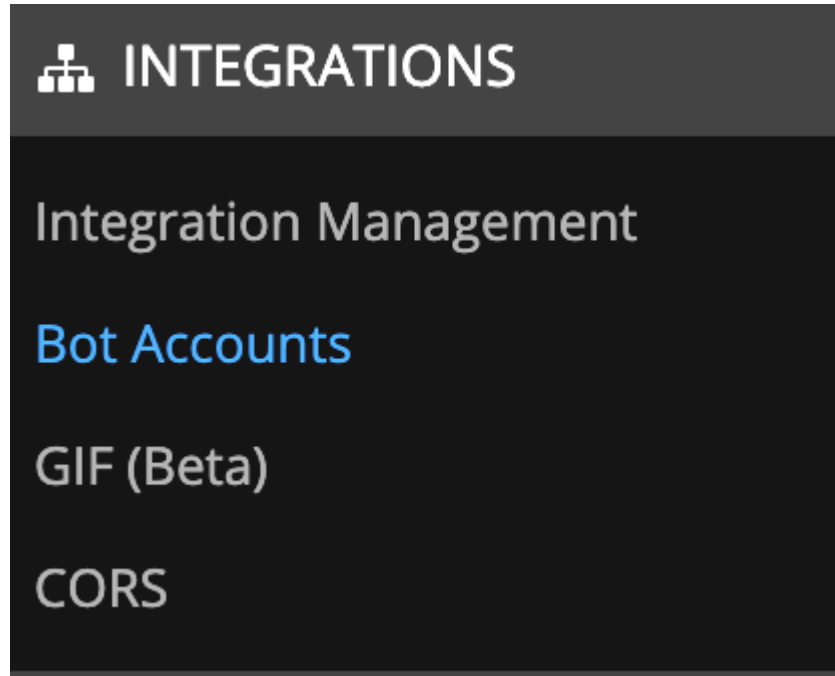 INTEGRATIONS
Integration Management
Bot Accounts
GIF (Beta)
CORS